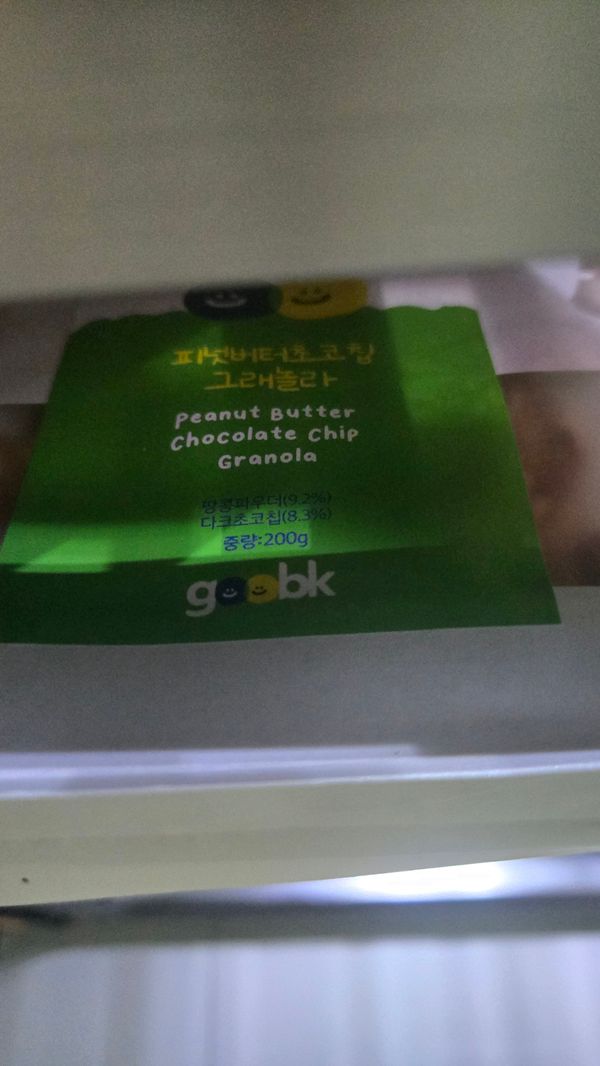 피넛버터초코칩
그래놀라
Peanut Butter
Chocolate Chip
Granola
땅콩파우더(9.2%)
다크초코칩(8.3%)
중량:200g
goobk